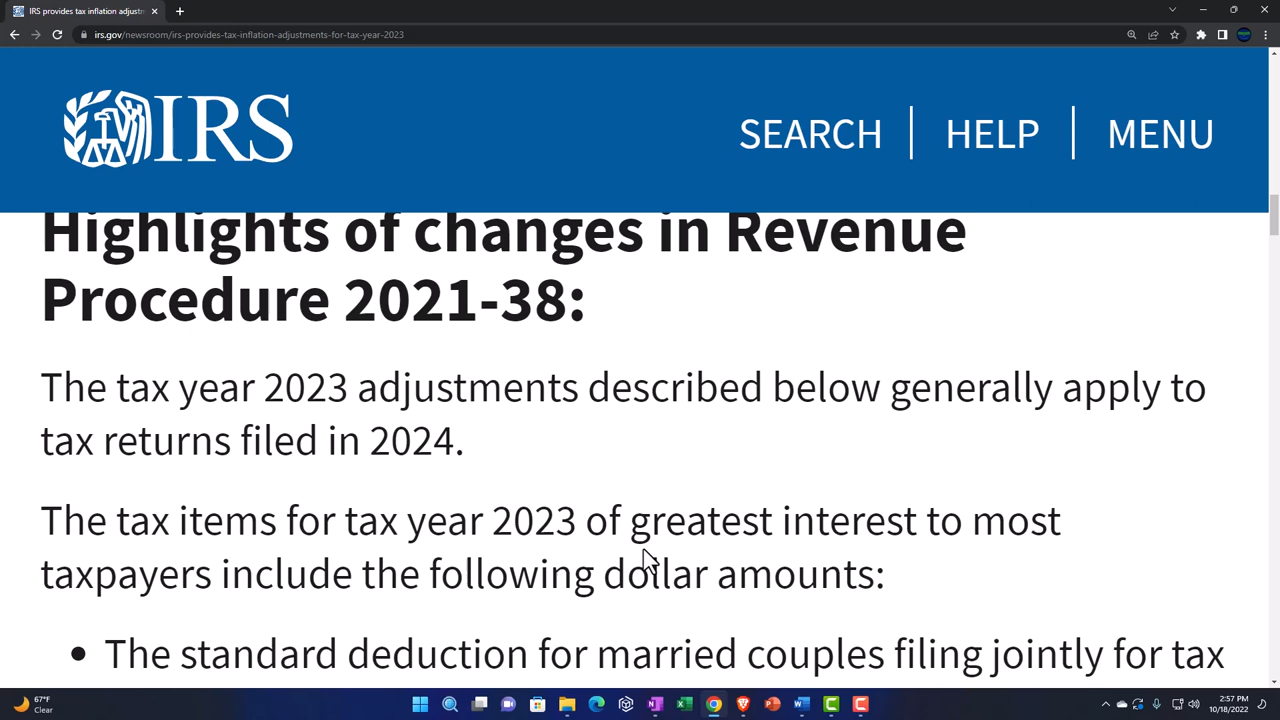 IRS provides tax inflation adjustm
irs.gov/newsroom/irs-provides-tax-inflation-adjustments-for-tax-year-2023
IRS
SEARCH
HELP
MENU
Highlights of changes in Revenue
Procedure 2021-38:
The tax year 2023 adjustments described below generally apply to
tax returns filed in 2024.
The tax items for tax year 2023 of greatest interest to most
taxpayers include the following dollar amounts:
• The standard deduction for married couples filing jointly for tax
67°F
Clear
2:57 PM
10/18/2022